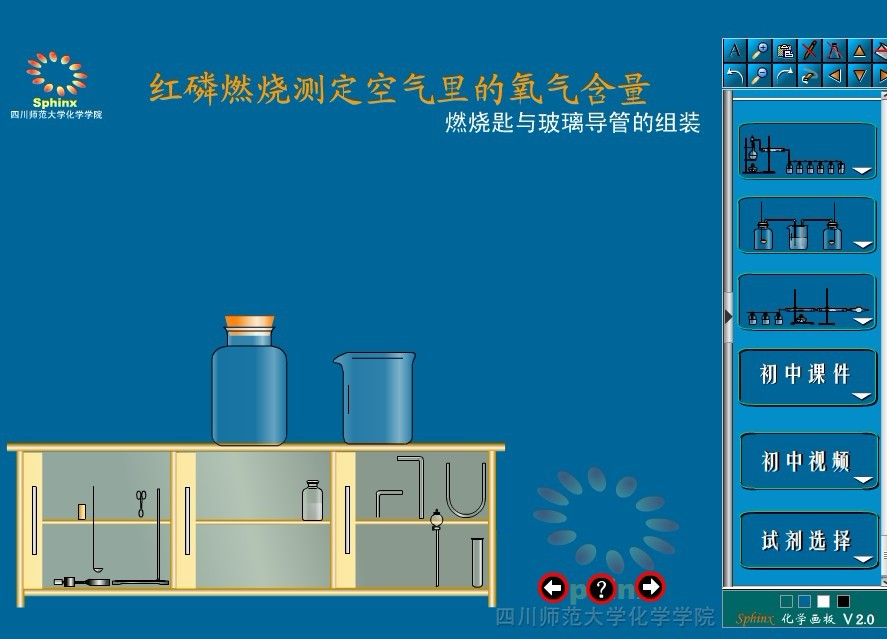 Sphinx
四川师范大学化学学院
红磷燃烧测定空气里的氧气含量
燃烧匙与玻璃导管的组装
A
初中课件
初中视频
试剂选择
?
四川师范大学化学学院
Sphinx 化学画板 V 2.0